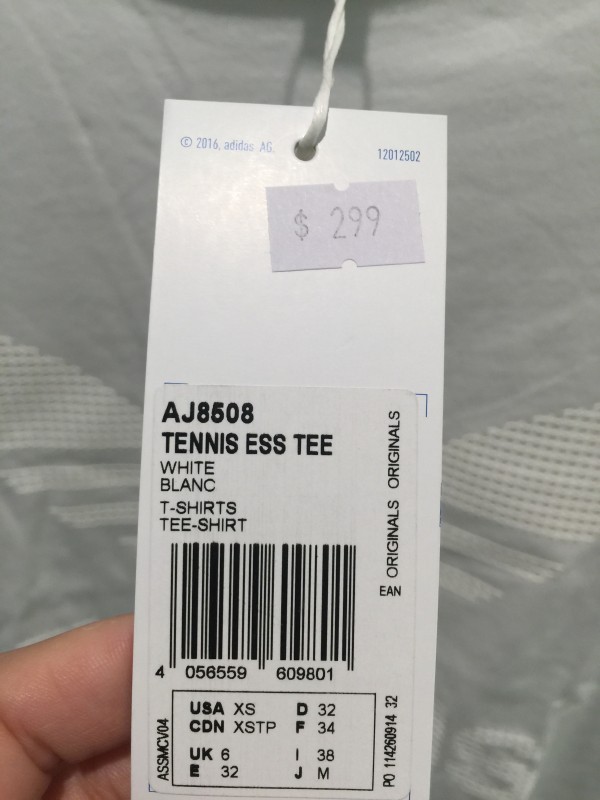 © 2016, adidas AG.
12012502
$ 299
AJ8508
TENNIS ESS TEE
WHITE
BLANC
T-SHIRTS
TEE-SHIRT
ORIGINALS ORIGINALS
EAN
4 056559 609801
USA XS D 32
CDN XSTP F 34
UK 6 I 38
E 32 J M
ASSMCV04
PO 114260914 32